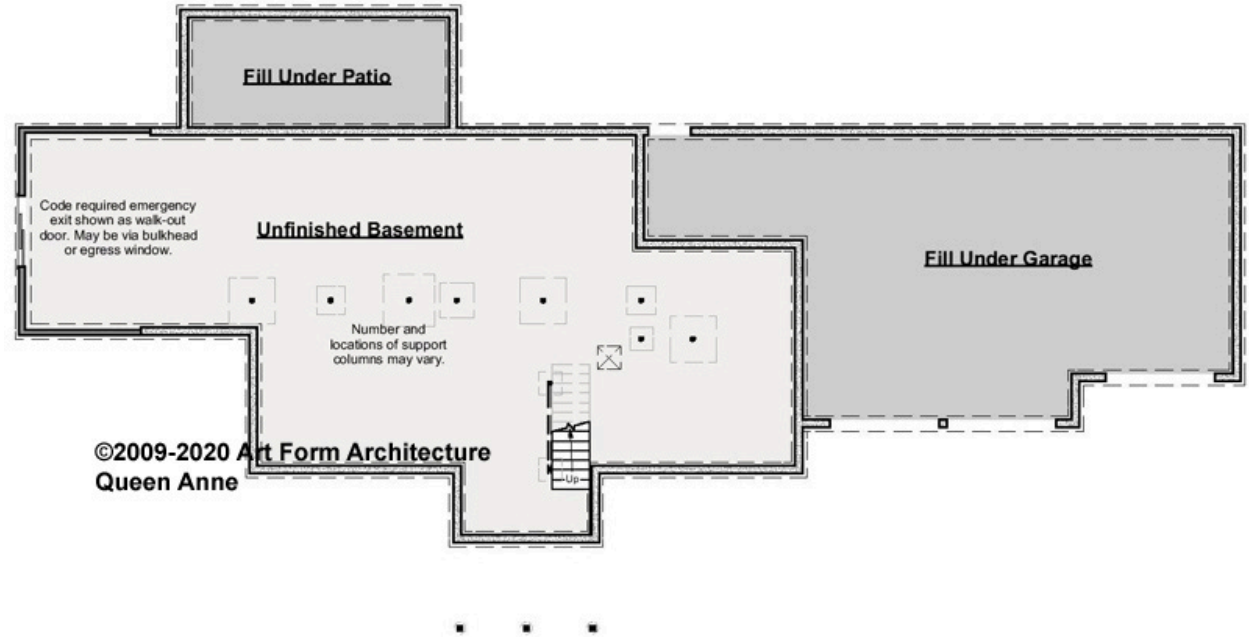 Fill Under Patio
Code required emergency
exit shown as walk-out
door. May be via bulkhead
or egress window.
Unfinished Basement
Fill Under Garage
Number and
locations of support
columns may vary.
©2009-2020 Art Form Architecture
Queen Anne
Up